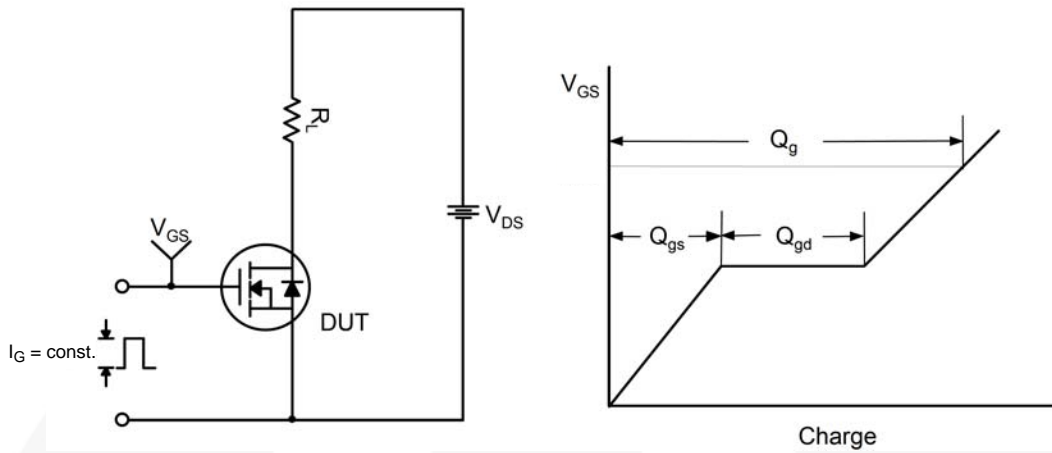 R_L
V_GS
V_DS
DUT
I_G = const.
V_GS
Q_g
Q_gs
Q_gd
Charge